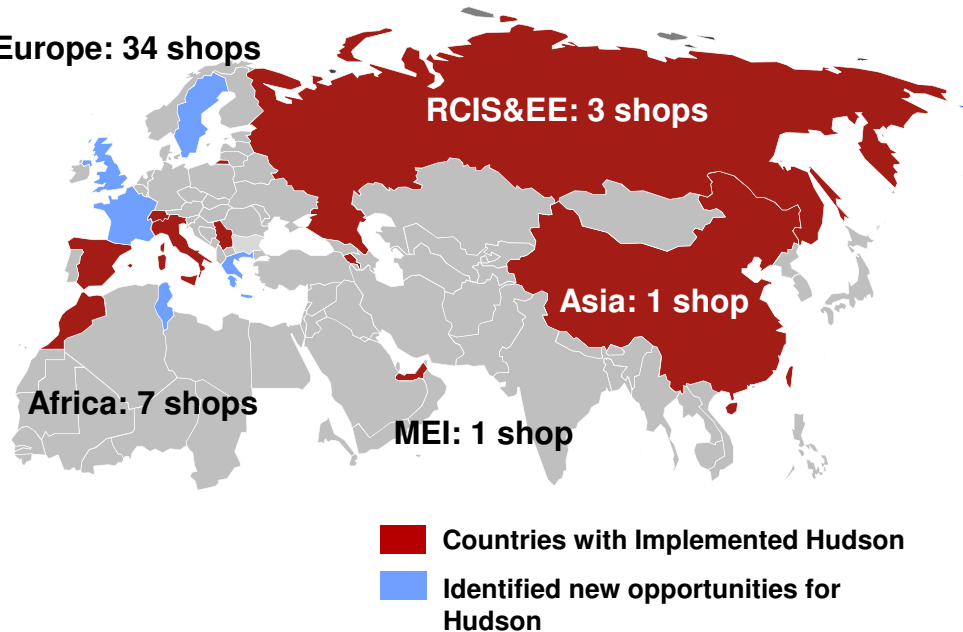 Europe: 34 shops
RCIS&EE: 3 shops
Asia: 1 shop
Africa: 7 shops
MEI: 1 shop
Countries with Implemented Hudson
Identified new opportunities for
Hudson